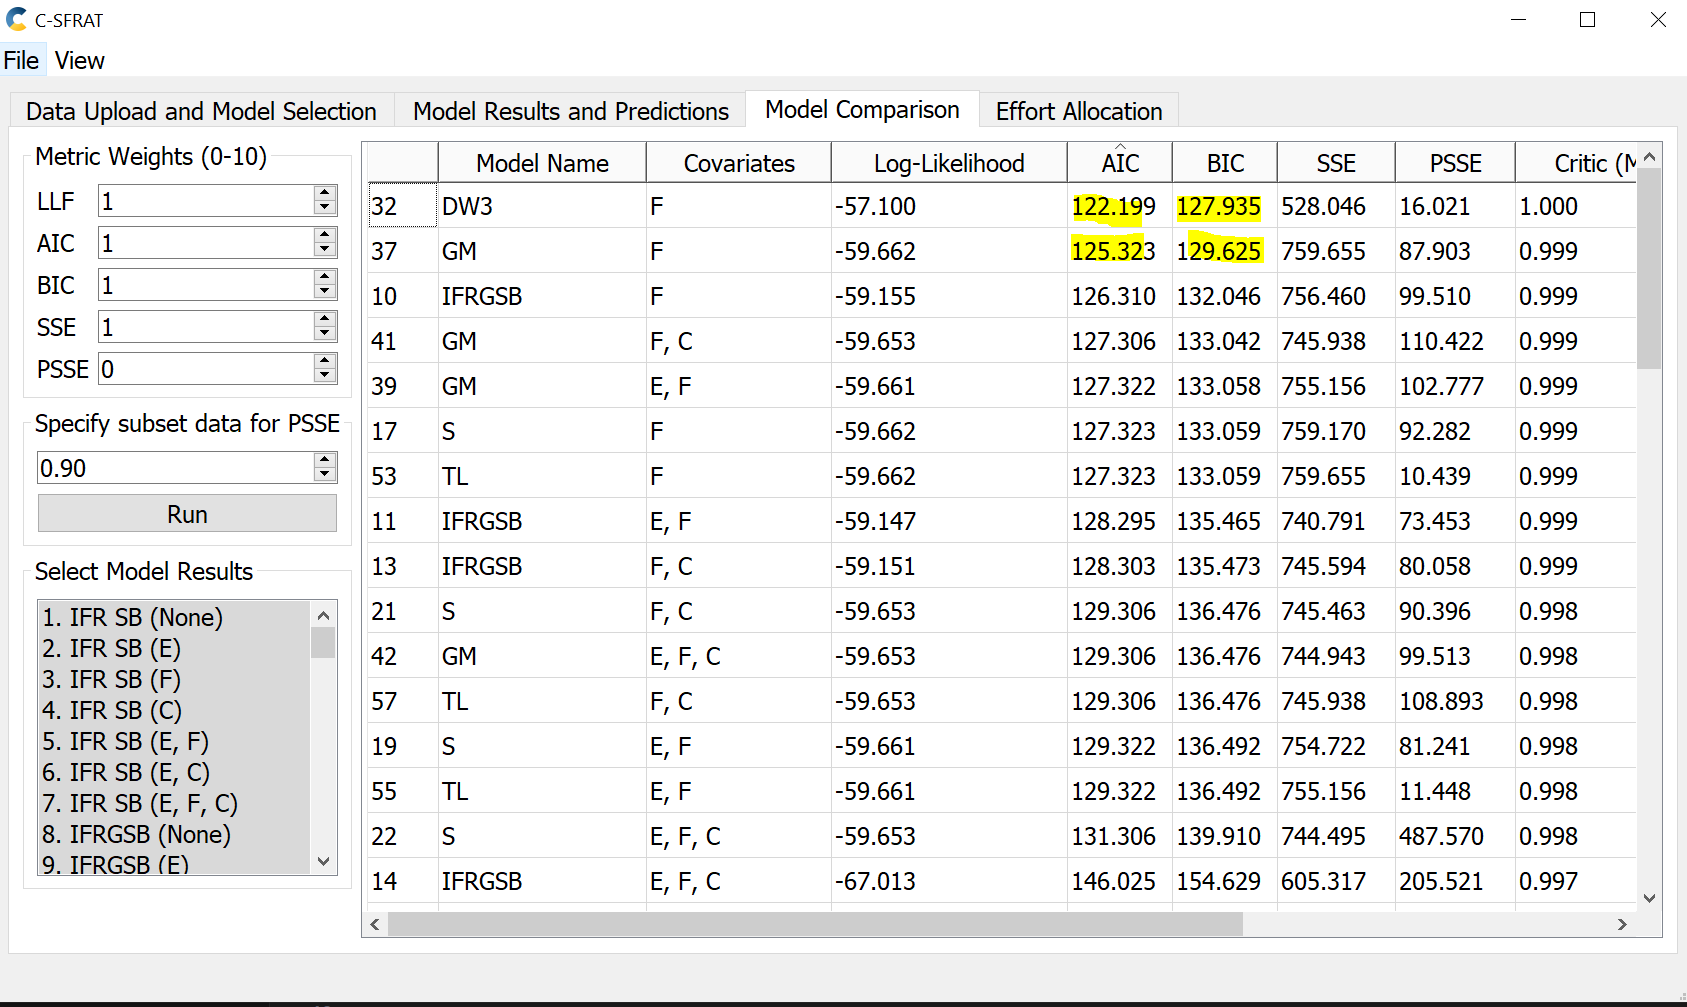 C-SFRAT
File View
Data Upload and Model Selection Model Results and Predictions Model Comparison Effort Allocation
Metric Weights (0-10)
LLF 1
AIC 1
BIC 1
SSE 1
PSSE 0
Specify subset data for PSSE
0.90
Run
Select Model Results
1. IFR SB (None)
2. IFR SB (E)
3. IFR SB (F)
4. IFR SB (C)
5. IFR SB (E, F)
6. IFR SB (E, C)
7. IFR SB (E, F, C)
8. IFRGSB (None)
9. IFRGSB (E)
Model Name Covariates Log-Likelihood AIC BIC SSE PSSE Critic (M
32 DW3 F -57.100 122.199 127.935 528.046 16.021 1.000
37 GM F -59.662 125.323 129.625 759.655 87.903 0.999
10 IFRGSB F -59.155 126.310 132.046 756.460 99.510 0.999
41 GM F, C -59.653 127.306 133.042 745.938 110.422 0.999
39 GM E, F -59.661 127.322 133.058 755.156 102.777 0.999
17 S F -59.662 127.323 133.059 759.170 92.282 0.999
53 TL F -59.662 127.323 133.059 759.655 10.439 0.999
11 IFRGSB E, F -59.147 128.295 135.465 740.791 73.453 0.999
13 IFRGSB F, C -59.151 128.303 135.473 745.594 80.058 0.999
21 S F, C -59.653 129.306 136.476 745.463 90.396 0.998
42 GM E, F, C -59.653 129.306 136.476 744.943 99.513 0.998
57 TL F, C -59.653 129.306 136.476 745.938 108.893 0.998
19 S E, F -59.661 129.322 136.492 754.722 81.241 0.998
55 TL E, F -59.661 129.322 136.492 755.156 11.448 0.998
22 S E, F, C -59.653 131.306 139.910 744.495 487.570 0.998
14 IFRGSB E, F, C -67.013 146.025 154.629 605.317 205.521 0.997